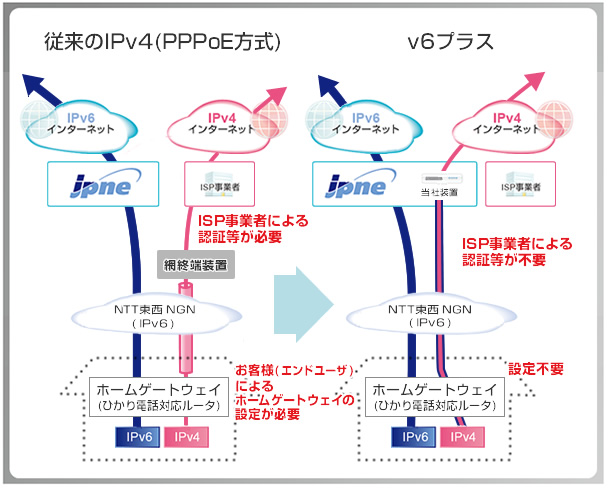 従来のIPv4(PPPoE方式)
IPv6
インターネット
IPv4
インターネット
jpne
ISP事業者
ISP事業者による
認証等が必要
網終端装置
NTT東西 NGN
(IPv6)
お客様(エンドユーザ)
による
ホームゲートウェイの
設定が必要
ホームゲートウェイ
(ひかり電話対応ルータ)
IPv6
IPv4
v6プラス
IPv6
インターネット
IPv4
インターネット
jpne
当社装置
ISP事業者
ISP事業者による
認証等が不要
NTT東西 NGN
(IPv6)
設定不要
ホームゲートウェイ
(ひかり電話対応ルータ)
IPv6
IPv4